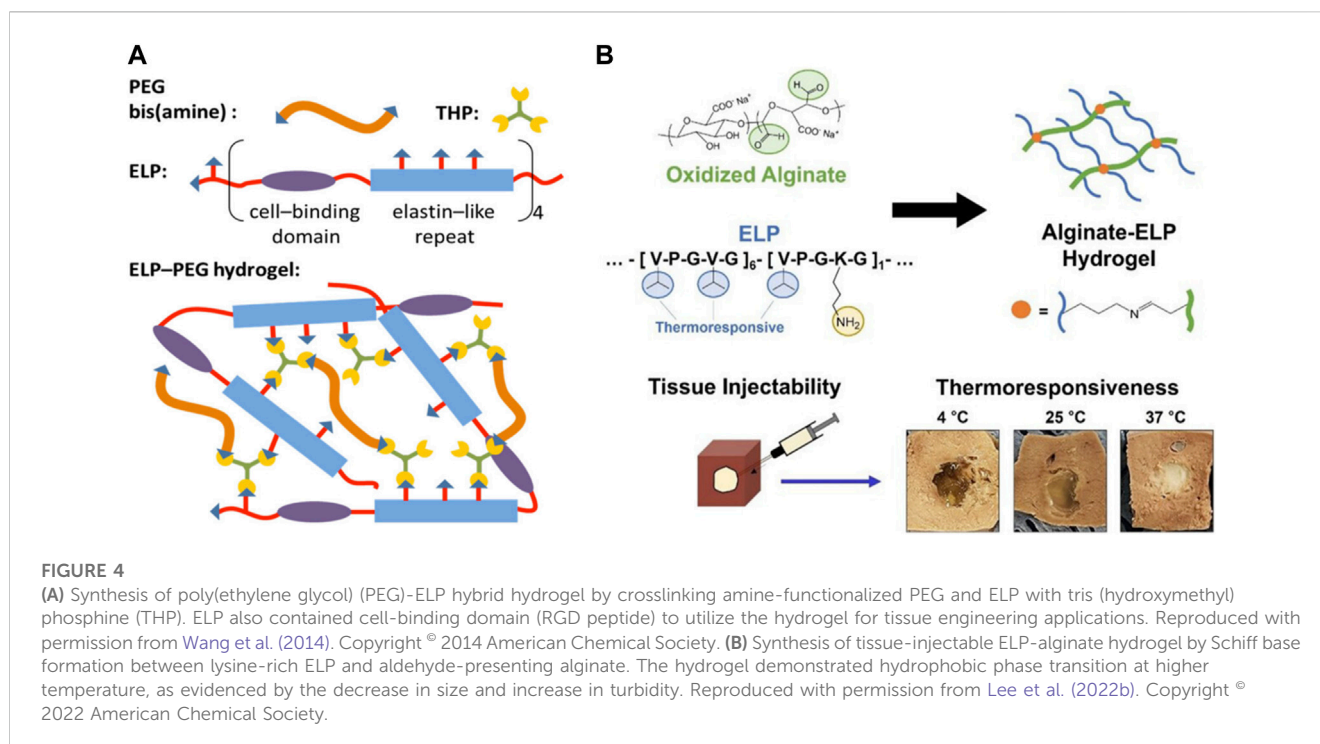 A
PEG
bis(amine) :
THP:
ELP:
4
cell–binding
domain
elastin–like
repeat
ELP–PEG hydrogel:
B
H
O
COO⁻ Na⁺
O
O
O
OH
OH
O
H
COO⁻ Na⁺
Oxidized Alginate
ELP
... - [ V-P-G-V-G ]₆- [ V-P-G-K-G ]₁- ...
Thermoresponsive
NH₂
Alginate-ELP
Hydrogel
=
N
Tissue Injectability
Thermoresponsiveness
4 °C
25 °C
37 °C
FIGURE 4
(A) Synthesis of poly(ethylene glycol) (PEG)-ELP hybrid hydrogel by crosslinking amine-functionalized PEG and ELP with tris (hydroxymethyl)
phosphine (THP). ELP also contained cell-binding domain (RGD peptide) to utilize the hydrogel for tissue engineering applications. Reproduced with
permission from Wang et al. (2014). Copyright © 2014 American Chemical Society. (B) Synthesis of tissue-injectable ELP-alginate hydrogel by Schiff base
formation between lysine-rich ELP and aldehyde-presenting alginate. The hydrogel demonstrated hydrophobic phase transition at higher
temperature, as evidenced by the decrease in size and increase in turbidity. Reproduced with permission from Lee et al. (2022b). Copyright ©
2022 American Chemical Society.